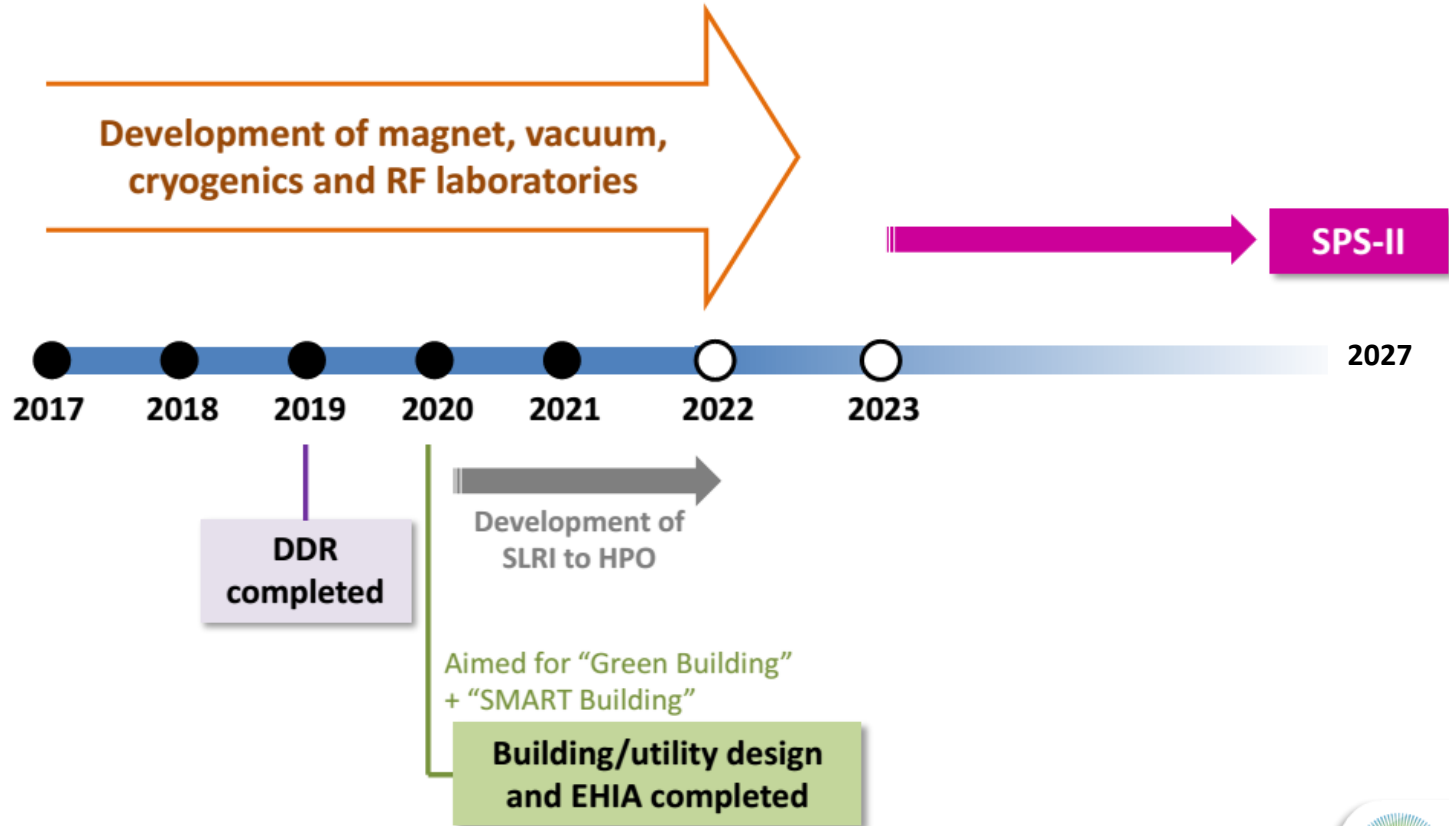 Development of magnet, vacuum,
cryogenics and RF laboratories
SPS-II
2027
2017 2018 2019 2020 2021 2022 2023
DDR
completed
Development of
SLRI to HPO
Aimed for “Green Building”
+ “SMART Building”
Building/utility design
and EHIA completed